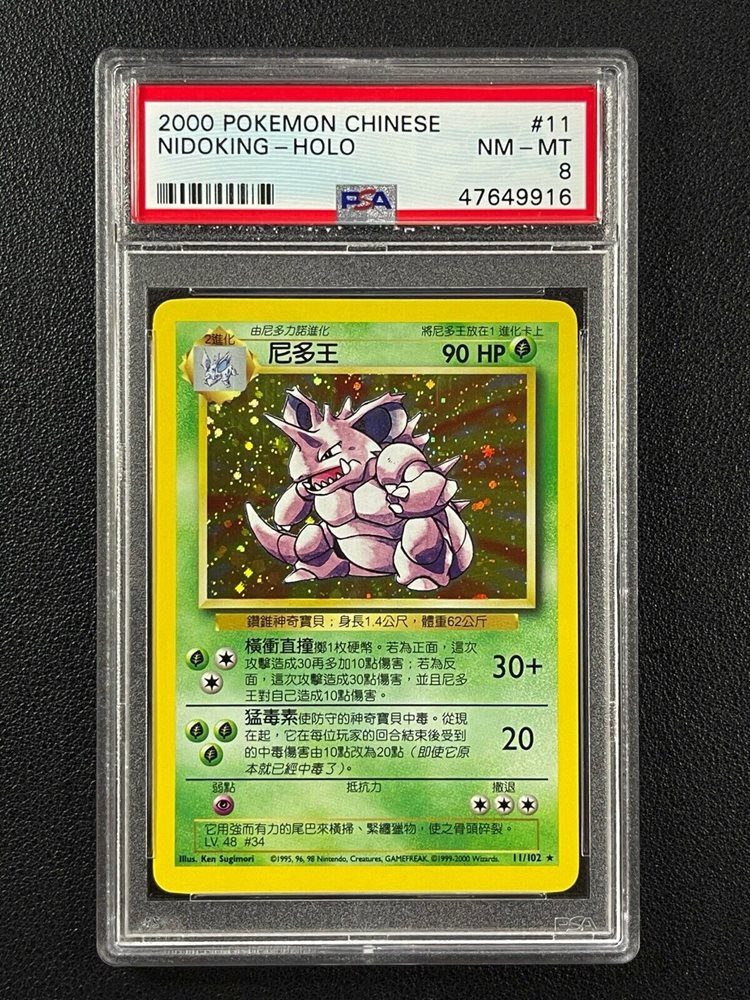 2000 POKEMON CHINESE #11
NIDOKING - HOLO NM - MT
8
PSA 47649916
由尼多力諾進化 將尼多王放在1 進化卡上
2進化
尼多王 90 HP
鑽錐神奇寶貝；身長1.4公尺，體重62公斤
橫衝直撞 擲1枚硬幣。若為正面，這次
攻擊造成30再多加10點傷害；若為反
面，這次攻擊造成30點傷害，並且尼多
王對自己造成10點傷害。
30+
猛毒素 使防守的神奇寶貝中毒。從現
在起，它在每位玩家的回合結束後受到
的中毒傷害由10點改為20點（即使它原
本就已經中毒了）。
20
弱點 抵抗力 撤退
它用強而有力的尾巴來橫掃、緊纏獵物，使之骨頭碎裂。
LV. 48 #34
Illus. Ken Sugimori ©1995, 96, 98 Nintendo, Creatures, GAMEFREAK. ©1999-2000 Wizards. 11/102 ★
PSA